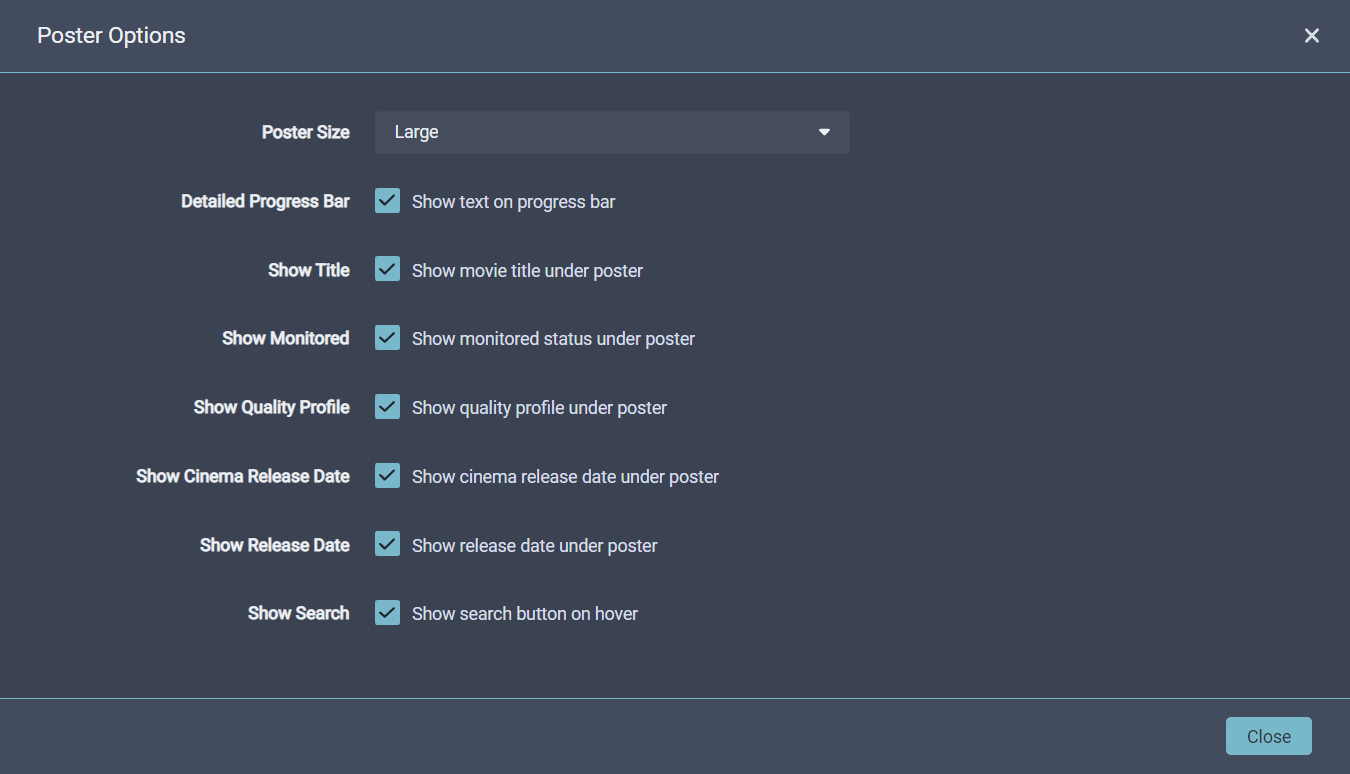 Poster Options
Poster Size Large
Detailed Progress Bar Show text on progress bar
Show Title Show movie title under poster
Show Monitored Show monitored status under poster
Show Quality Profile Show quality profile under poster
Show Cinema Release Date Show cinema release date under poster
Show Release Date Show release date under poster
Show Search Show search button on hover
Close